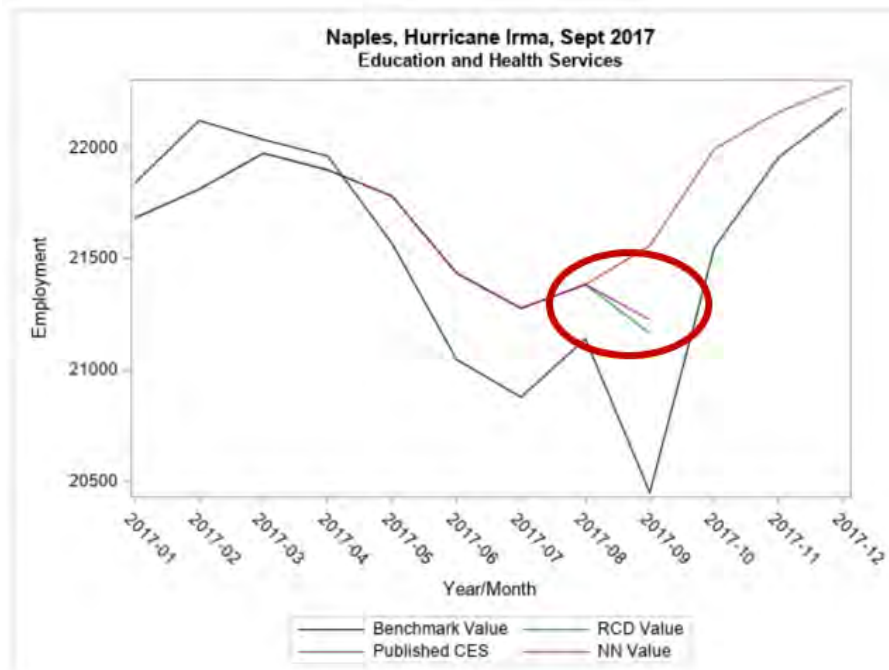 Naples, Hurricane Irma, Sept 2017
Education and Health Services
Employment
22000
21500
21000
20500
2017-01
2017-02
2017-03
2017-04
2017-05
2017-06
2017-07
2017-08
2017-09
2017-10
2017-11
2017-12
Year/Month
Benchmark Value RCD Value
Published CES NN Value